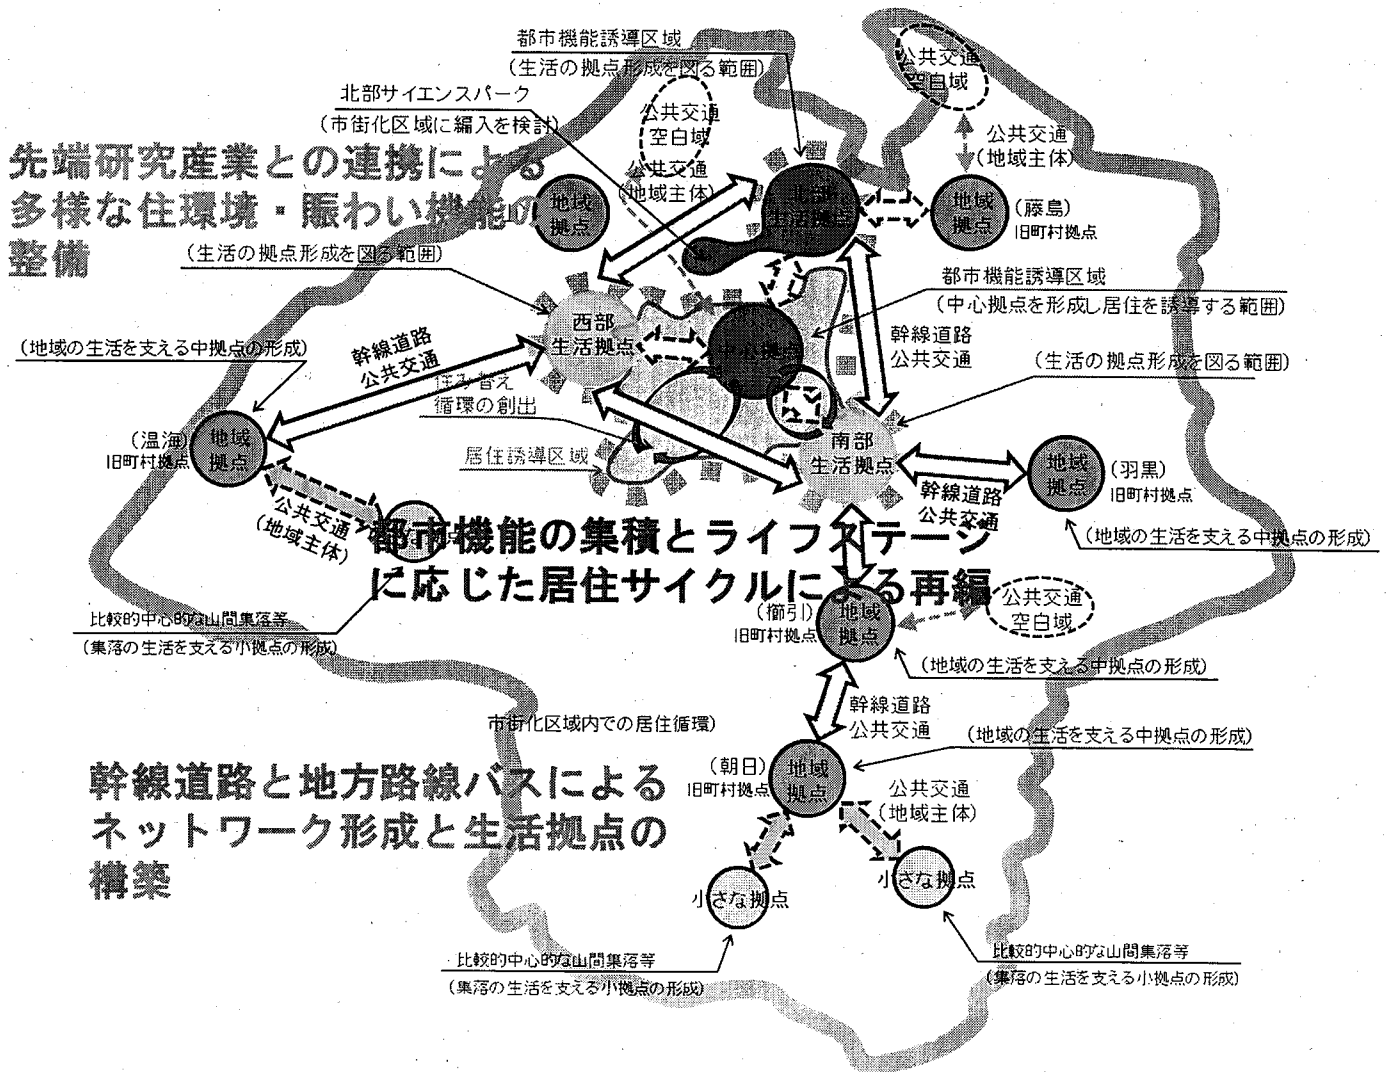 都市機能誘導区域
(生活の拠点形成を図る範囲)
北部サイエンスパーク
(市街化区域に編入を検討)
公共交通
空白域
公共交通
(地域主体)
公共交通
空白域
公共交通
(地域主体)
先端研究産業との連携による
多様な住環境・賑わい機能の
整備
地域
拠点
北部
生活拠点
地域
拠点
(藤島)
旧町村拠点
(生活の拠点形成を図る範囲)
都市機能誘導区域
(中心拠点を形成し居住を誘導する範囲)
西部
生活拠点
中心拠点
幹線道路
公共交通
(地域の生活を支える中拠点の形成)
幹線道路
公共交通
(生活の拠点形成を図る範囲)
住み替え
循環の創出
居住誘導区域
(温海)
旧町村拠点
地域
拠点
南部
生活拠点
幹線道路
公共交通
地域
拠点
(羽黒)
旧町村拠点
(地域の生活を支える中拠点の形成)
公共交通
(地域主体)
都市機能の集積とライフステージ
に応じた居住サイクルによる再編
比較的中心的な山間集落等
(集落の生活を支える小拠点の形成)
(櫛引)
旧町村拠点
地域
拠点
公共交通
空白域
(地域の生活を支える中拠点の形成)
市街化区域内での居住循環)
幹線道路
公共交通
(地域の生活を支える中拠点の形成)
(朝日)
旧町村拠点
地域
拠点
公共交通
(地域主体)
幹線道路と地方路線バスによる
ネットワーク形成と生活拠点の
構築
小さな拠点
小さな拠点
比較的中心的な山間集落等
(集落の生活を支える小拠点の形成)
比較的中心的な山間集落等
(集落の生活を支える小拠点の形成)